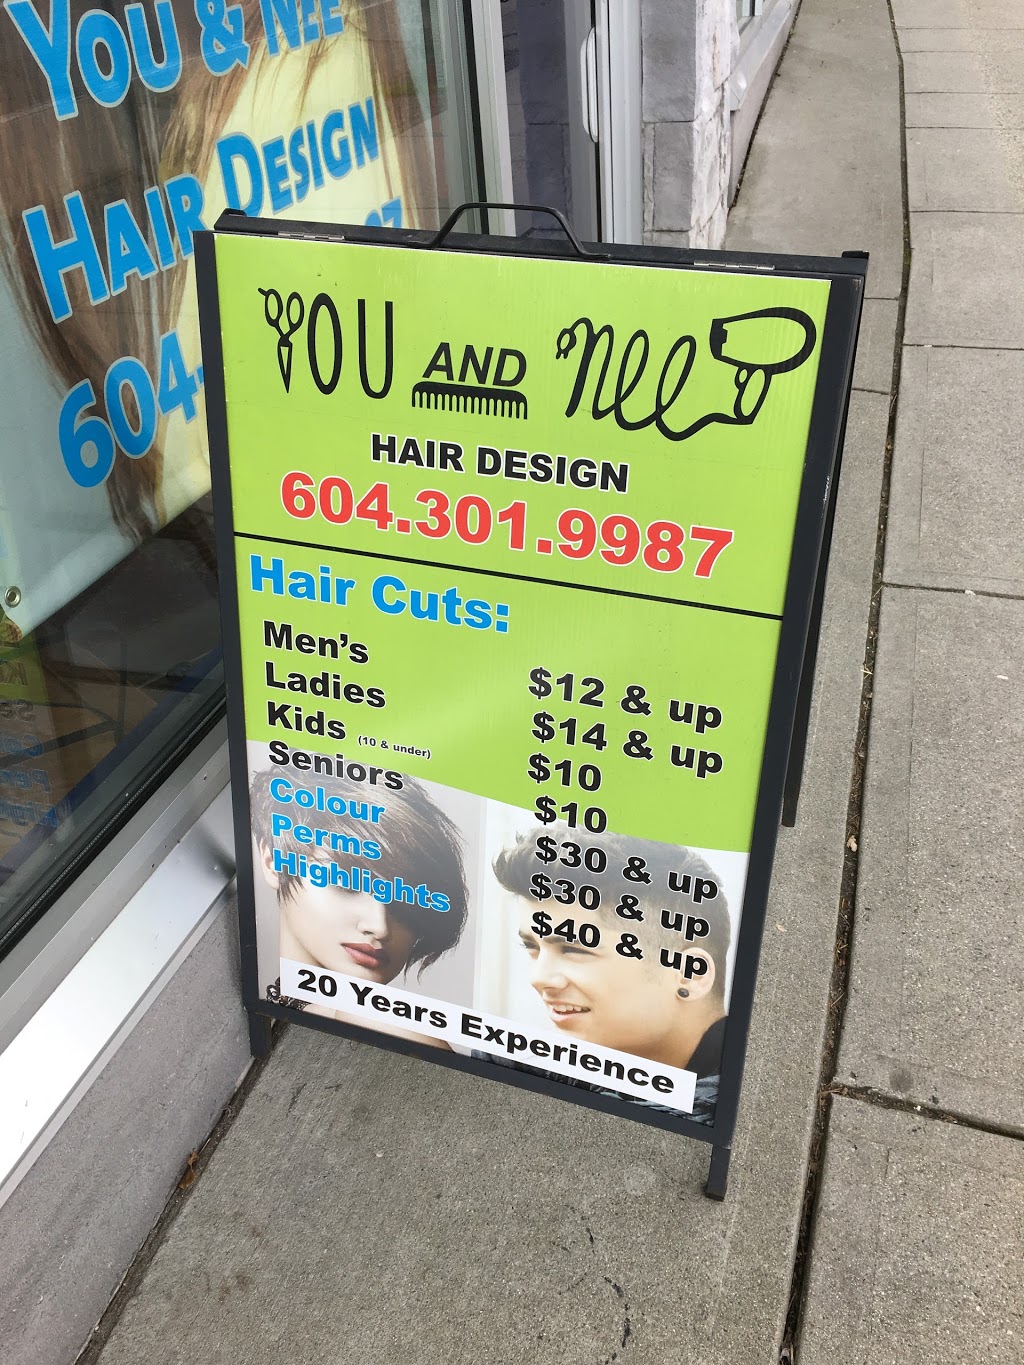 YOU & NEE
HAIR DESIGN
604
YOU AND nee
HAIR DESIGN
604.301.9987
Hair Cuts:
Men's $12 & up
Ladies $14 & up
Kids (10 & under) $10
Seniors $10
Colour $30 & up
Perms $30 & up
Highlights $40 & up
20 Years Experience